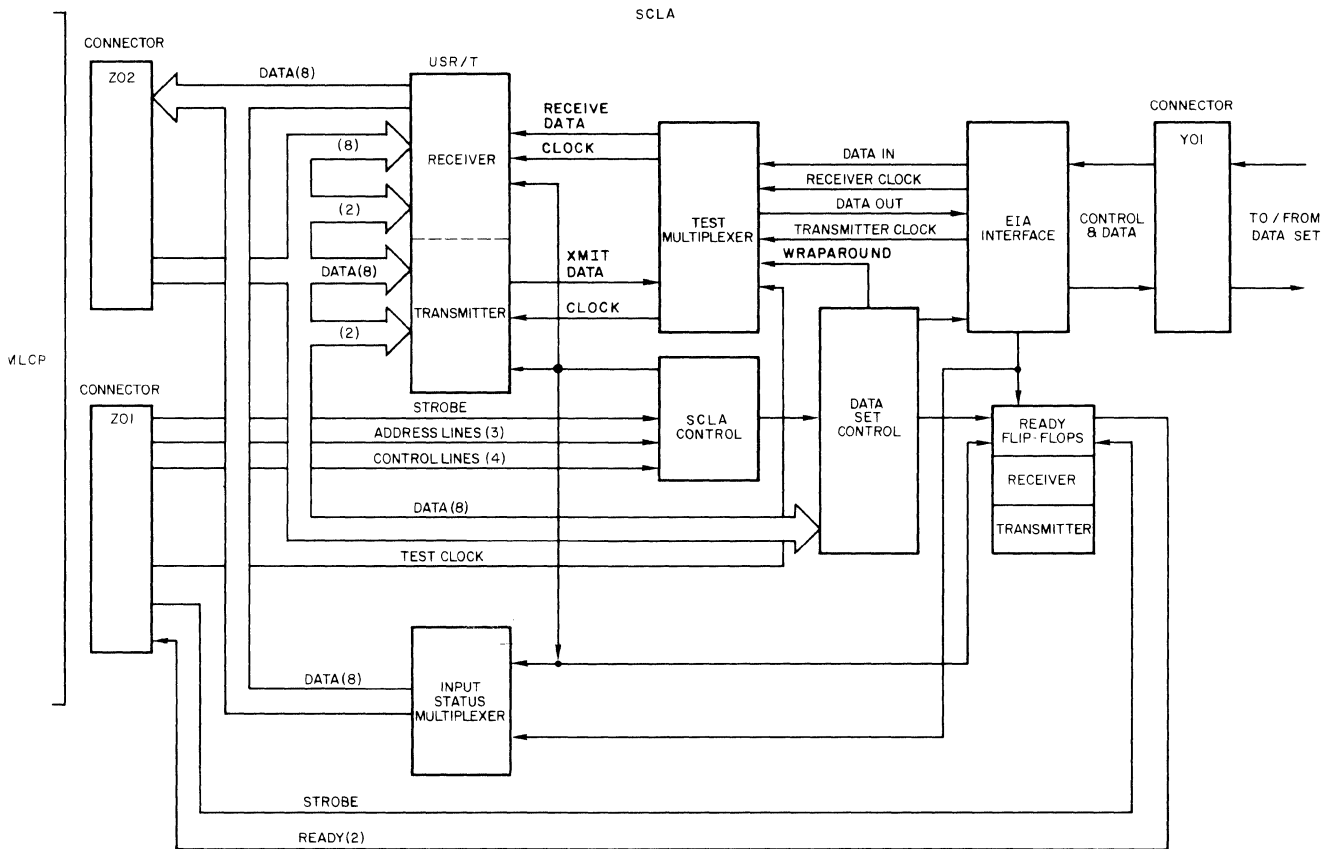 SCLA
CONNECTOR
Z02
DATA(8)
USR/T
RECEIVER
TRANSMITTER
(8)
(2)
DATA(8)
(2)
RECEIVE
DATA
CLOCK
XMIT
DATA
CLOCK
TEST
MULTIPLEXER
DATA IN
RECEIVER CLOCK
DATA OUT
TRANSMITTER CLOCK
WRAPAROUND
EIA
INTERFACE
CONTROL
& DATA
CONNECTOR
Y01
TO / FROM
DATA SET
MLCP
CONNECTOR
Z01
STROBE
ADDRESS LINES (3)
CONTROL LINES (4)
SCLA
CONTROL
DATA
SET
CONTROL
READY
FLIP-FLOPS
RECEIVER
TRANSMITTER
DATA(8)
TEST CLOCK
DATA(8)
INPUT
STATUS
MULTIPLEXER
STROBE
READY(2)